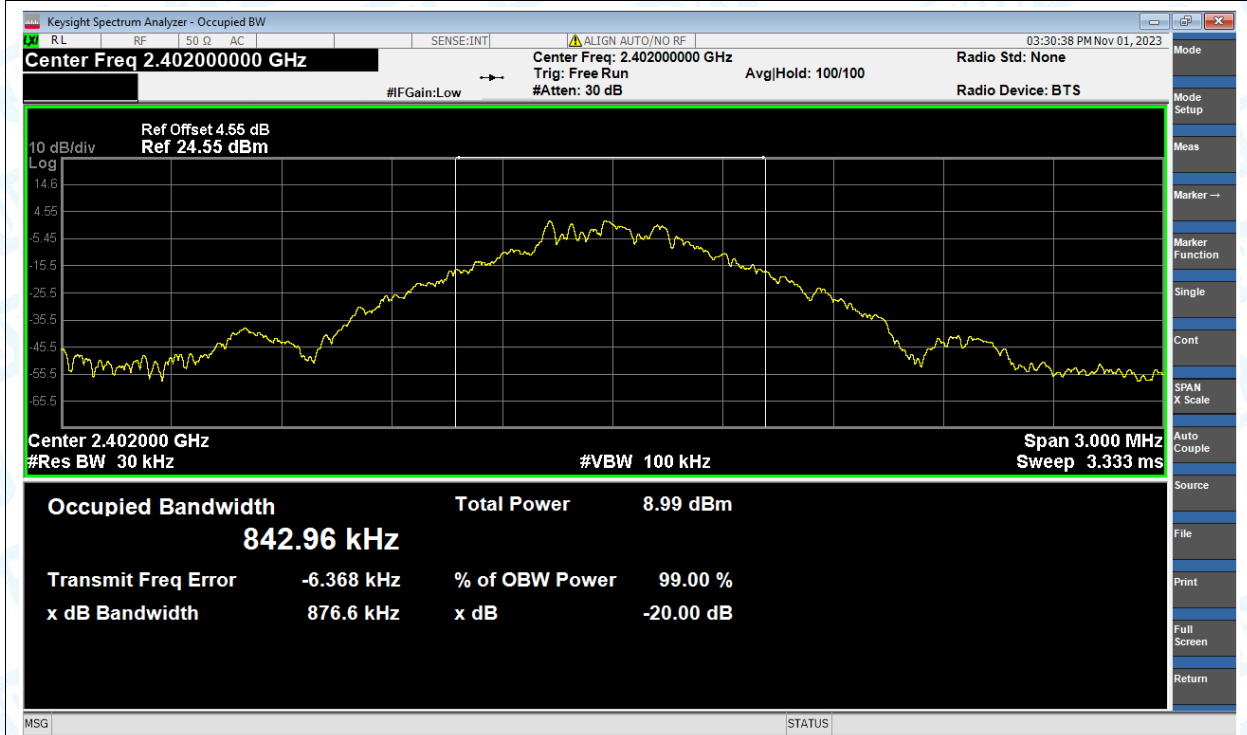 Keysight Spectrum Analyzer - Occupied BW
LXI RL RF 50 Ω AC SENSE:INT ALIGN AUTO/NO RF 03:30:38 PM Nov 01, 2023
Center Freq 2.402000000 GHz
Center Freq: 2.402000000 GHz
Radio Std: None
Trig: Free Run
Avg|Hold: 100/100
#IFGain:Low
#Atten: 30 dB
Radio Device: BTS
Ref Offset 4.55 dB
10 dB/div Ref 24.55 dBm
Log
14.6
4.55
-5.45
-15.5
-25.5
-35.5
-45.5
-55.5
-65.5
Center 2.402000 GHz
Span 3.000 MHz
#Res BW 30 kHz
#VBW 100 kHz
Sweep 3.333 ms
Occupied Bandwidth
842.96 kHz
Total Power 8.99 dBm
Transmit Freq Error -6.368 kHz
% of OBW Power 99.00 %
x dB Bandwidth 876.6 kHz
x dB -20.00 dB
Mode
Mode
Setup
Meas
Marker →
Marker
Function
Single
Cont
SPAN
X Scale
Auto
Couple
Source
File
Print
Full
Screen
Return
MSG
STATUS